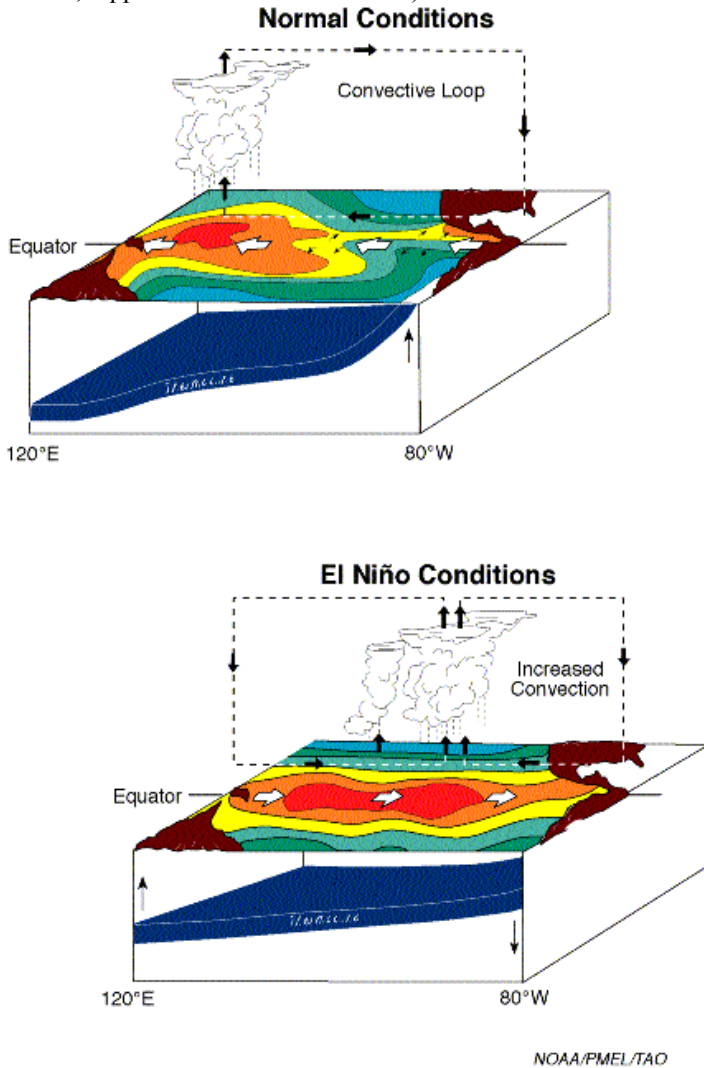 Normal Conditions
Convective Loop
Equator
120°E
80°W
El Niño Conditions
Increased
Convection
Equator
120°E
80°W
NOAA/PMEL/TAO